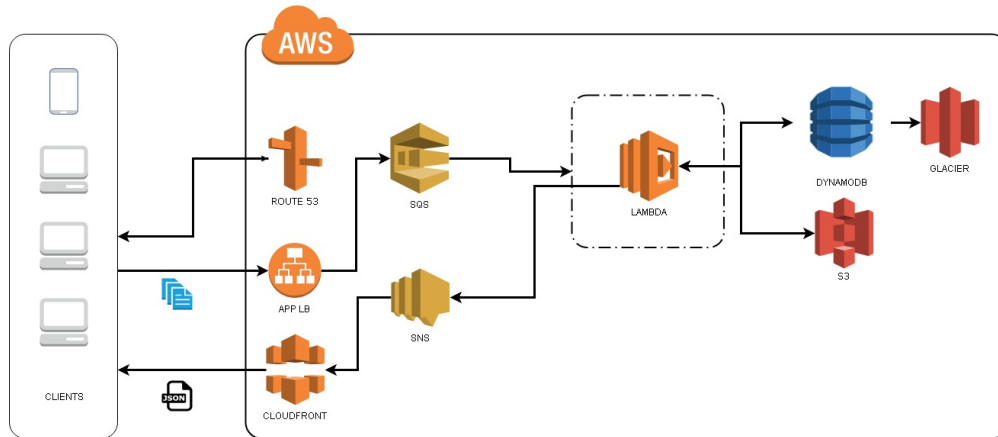 AWS
ROUTE 53
SQS
LAMBDA
DYNAMODB
GLACIER
S3
APP LB
SNS
JSON
CLIENTS
CLOUDFRONT